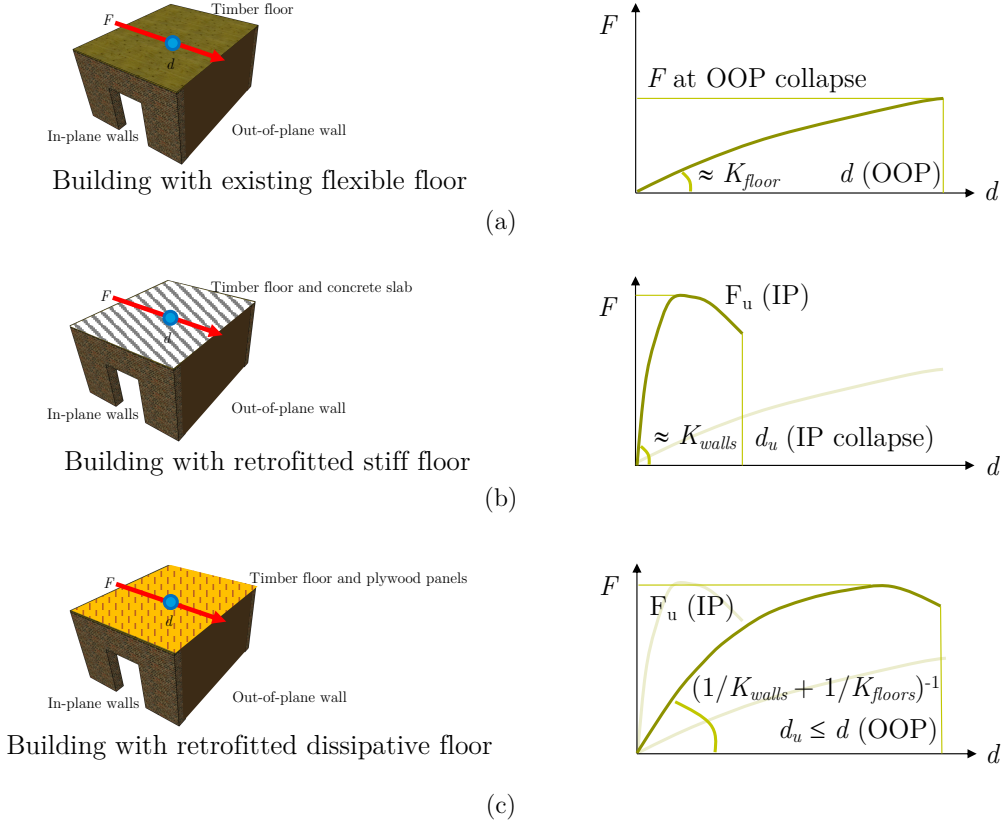 Timber floor
F
d
In-plane walls
Out-of-plane wall
Building with existing flexible floor
F
F at OOP collapse
≈ K_floor
d (OOP)
d
(a)
Timber floor and concrete slab
F
d
In-plane walls
Out-of-plane wall
Building with retrofitted stiff floor
F
F_u (IP)
≈ K_walls
d_u (IP collapse)
d
(b)
Timber floor and plywood panels
F
d
In-plane walls
Out-of-plane wall
Building with retrofitted dissipative floor
F
F_u (IP)
(1/K_walls + 1/K_floors)^-1
d_u ≤ d (OOP)
d
(c)